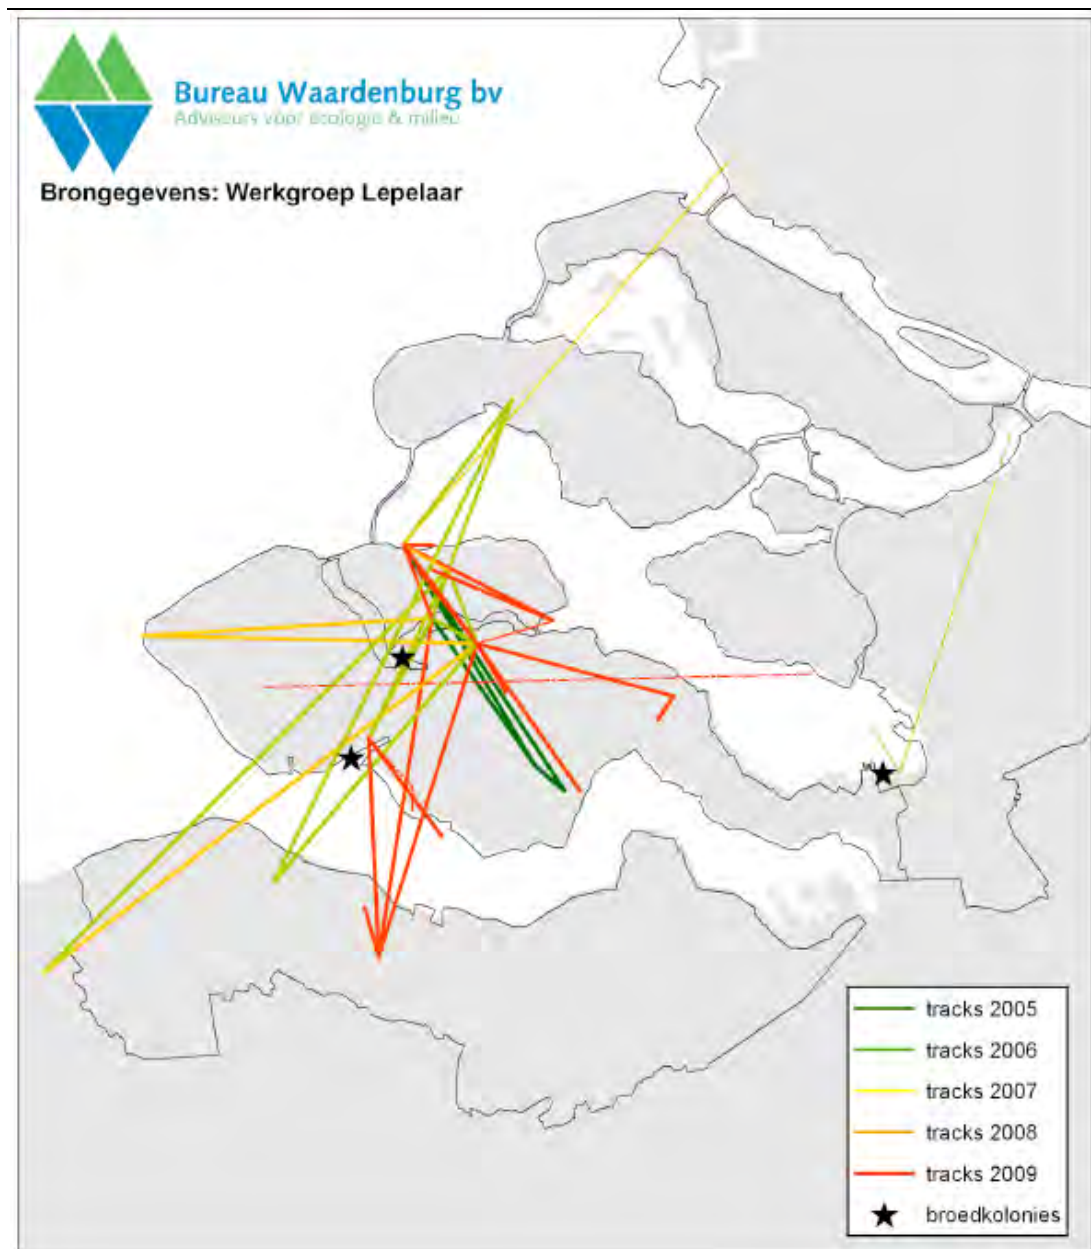 Bureau Waardenburg bv
Adviseurs voor ecologie & milieu
Brongegevens: Werkgroep Lepelaar
tracks 2005
tracks 2006
tracks 2007
tracks 2008
tracks 2009
broedkolonies